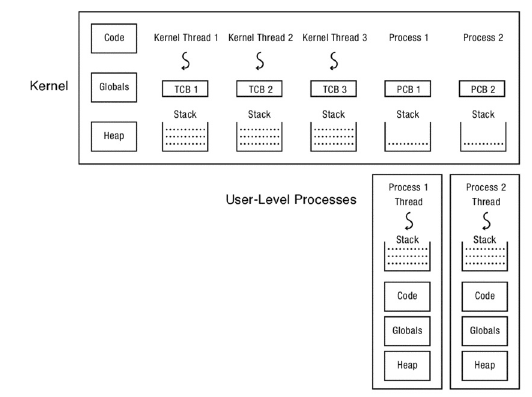 Kernel
Code
Kernel Thread 1
Kernel Thread 2
Kernel Thread 3
Process 1
Process 2
Globals
TCB 1
TCB 2
TCB 3
PCB 1
PCB 2
Heap
Stack
Stack
Stack
Stack
Stack
User-Level Processes
Process 1
Thread
Stack
Code
Globals
Heap
Process 2
Thread
Stack
Code
Globals
Heap